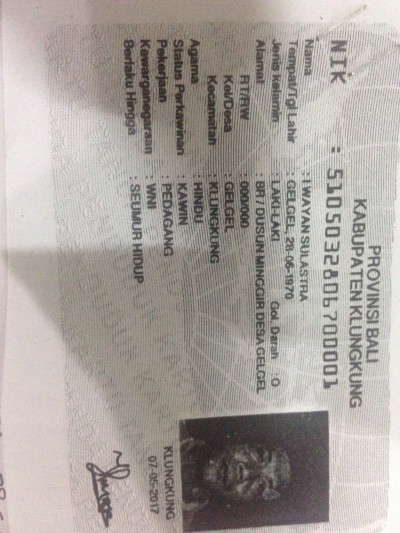 PROVINSI BALI
KABUPATEN KLUNGKUNG
NIK : 5105032806700001
Nama : I WAYAN SULASTRA
Tempat/Tgl Lahir : GELGEL, 28-06-1970
Jenis kelamin : LAKI-LAKI Gol. Darah : O
Alamat : BR7 / DUSUN MINGGIR DESA GELGEL
RT/RW : 000/000
Kel/Desa : GELGEL
Kecamatan : KLUNGKUNG
Agama : HINDU
Status Perkawinan : KAWIN
Pekerjaan : PEDAGANG
Kewarganegaraan : WNI
Berlaku Hingga : SEUMUR HIDUP
KLUNGKUNG
07-05-2017